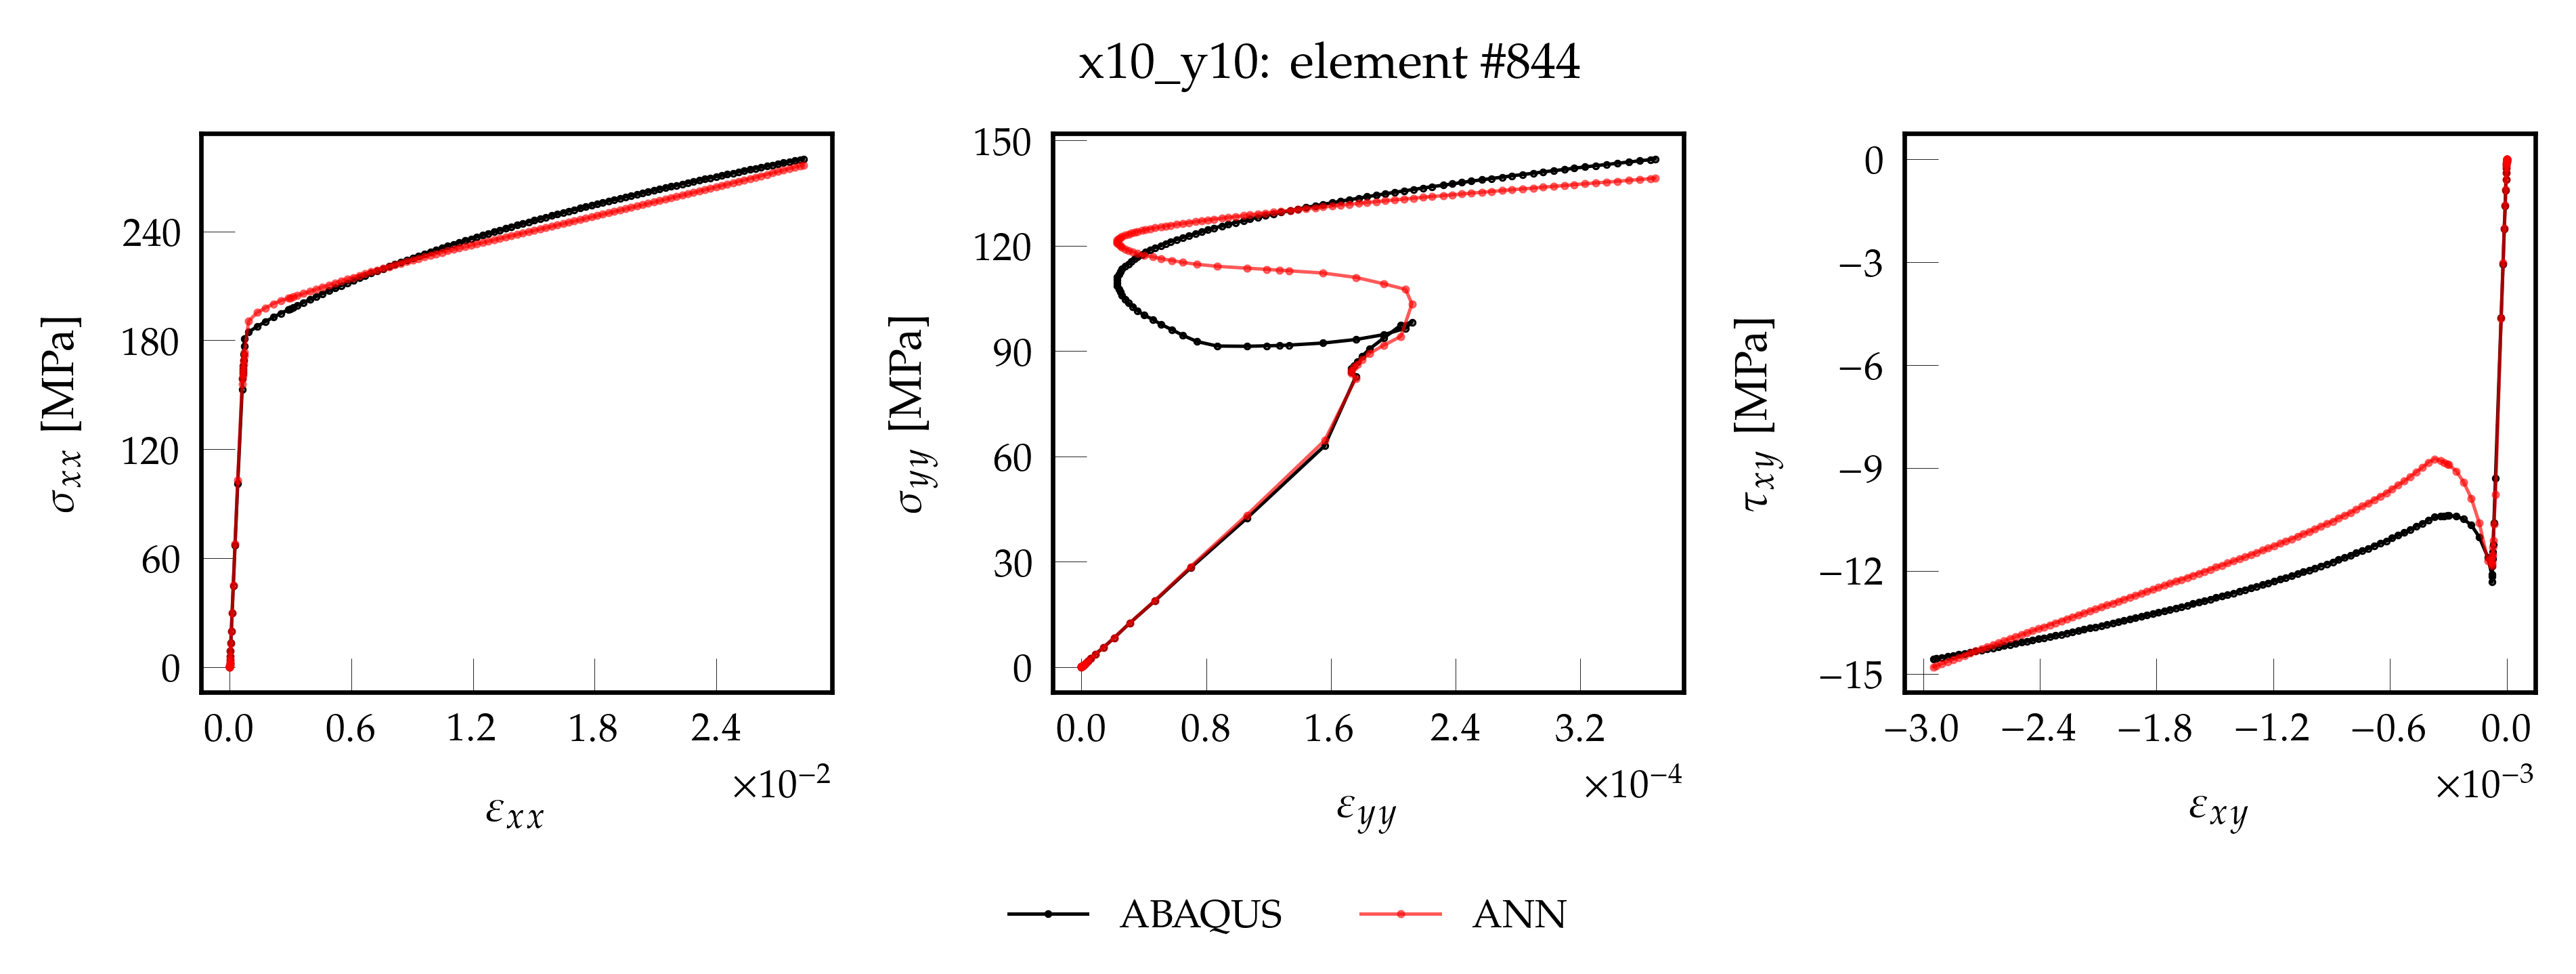 x10_y10: element #844
σxx [MPa]
240
180
120
60
0
0.0 0.6 1.2 1.8 2.4
×10−2
εxx
σyy [MPa]
150
120
90
60
30
0
0.0 0.8 1.6 2.4 3.2
×10−4
εyy
τxy [MPa]
0
−3
−6
−9
−12
−15
−3.0 −2.4 −1.8 −1.2 −0.6 0.0
×10−3
εxy
ABAQUS ANN